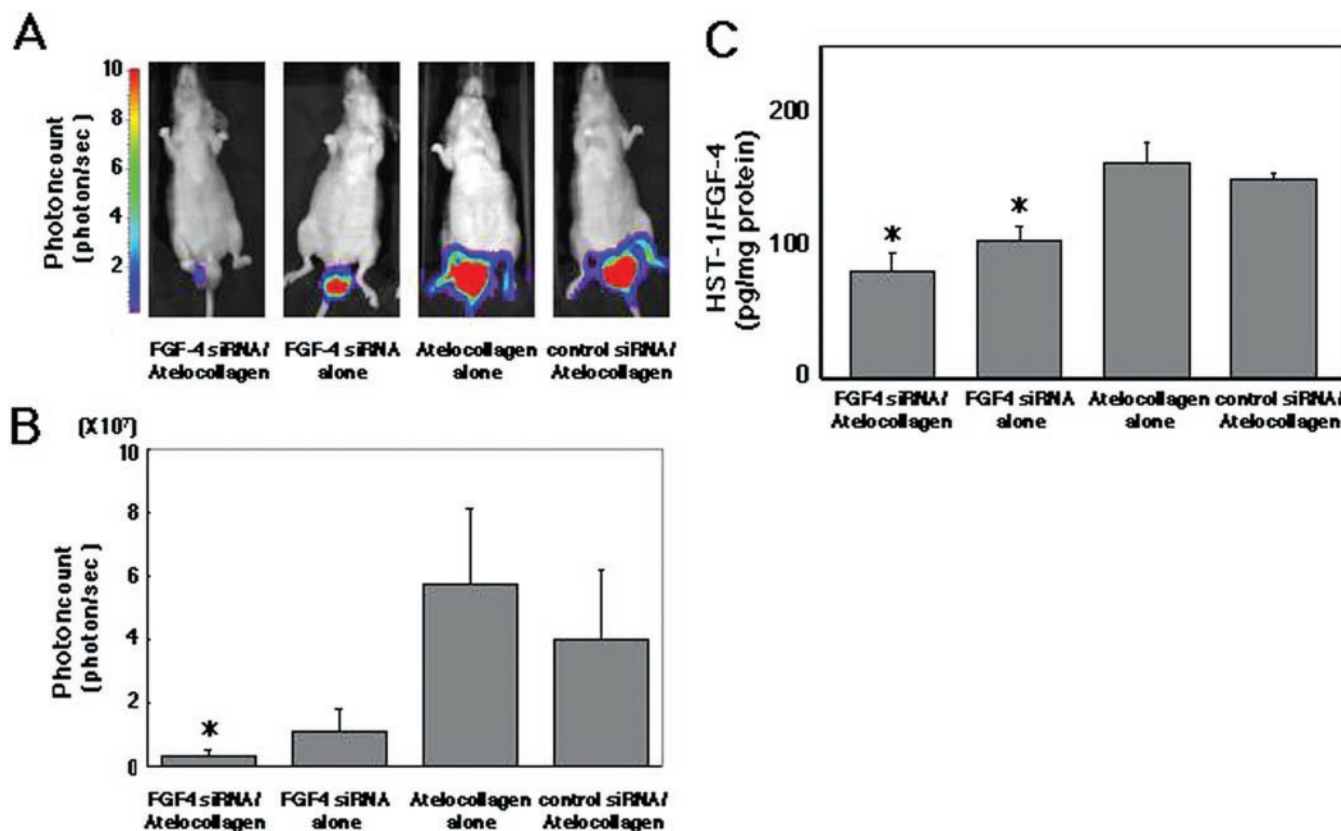 A
10
8
6
4
2
Photoncount
(photon/sec)
FGF-4 siRNA/
Atelocollagen
FGF-4 siRNA
alone
Atelocollagen
alone
control siRNA/
Atelocollagen
B
(X10⁷)
10
8
6
4
2
0
Photoncount
(photon/sec)
*
FGF4 siRNA/
Atelocollagen
FGF4 siRNA
alone
Atelocollagen
alone
control siRNA/
Atelocollagen
C
200
100
0
HST-1/FGF-4
(pg/mg protein)
*
*
FGF4 siRNA/
Atelocollagen
FGF4 siRNA
alone
Atelocollagen
alone
control siRNA/
Atelocollagen